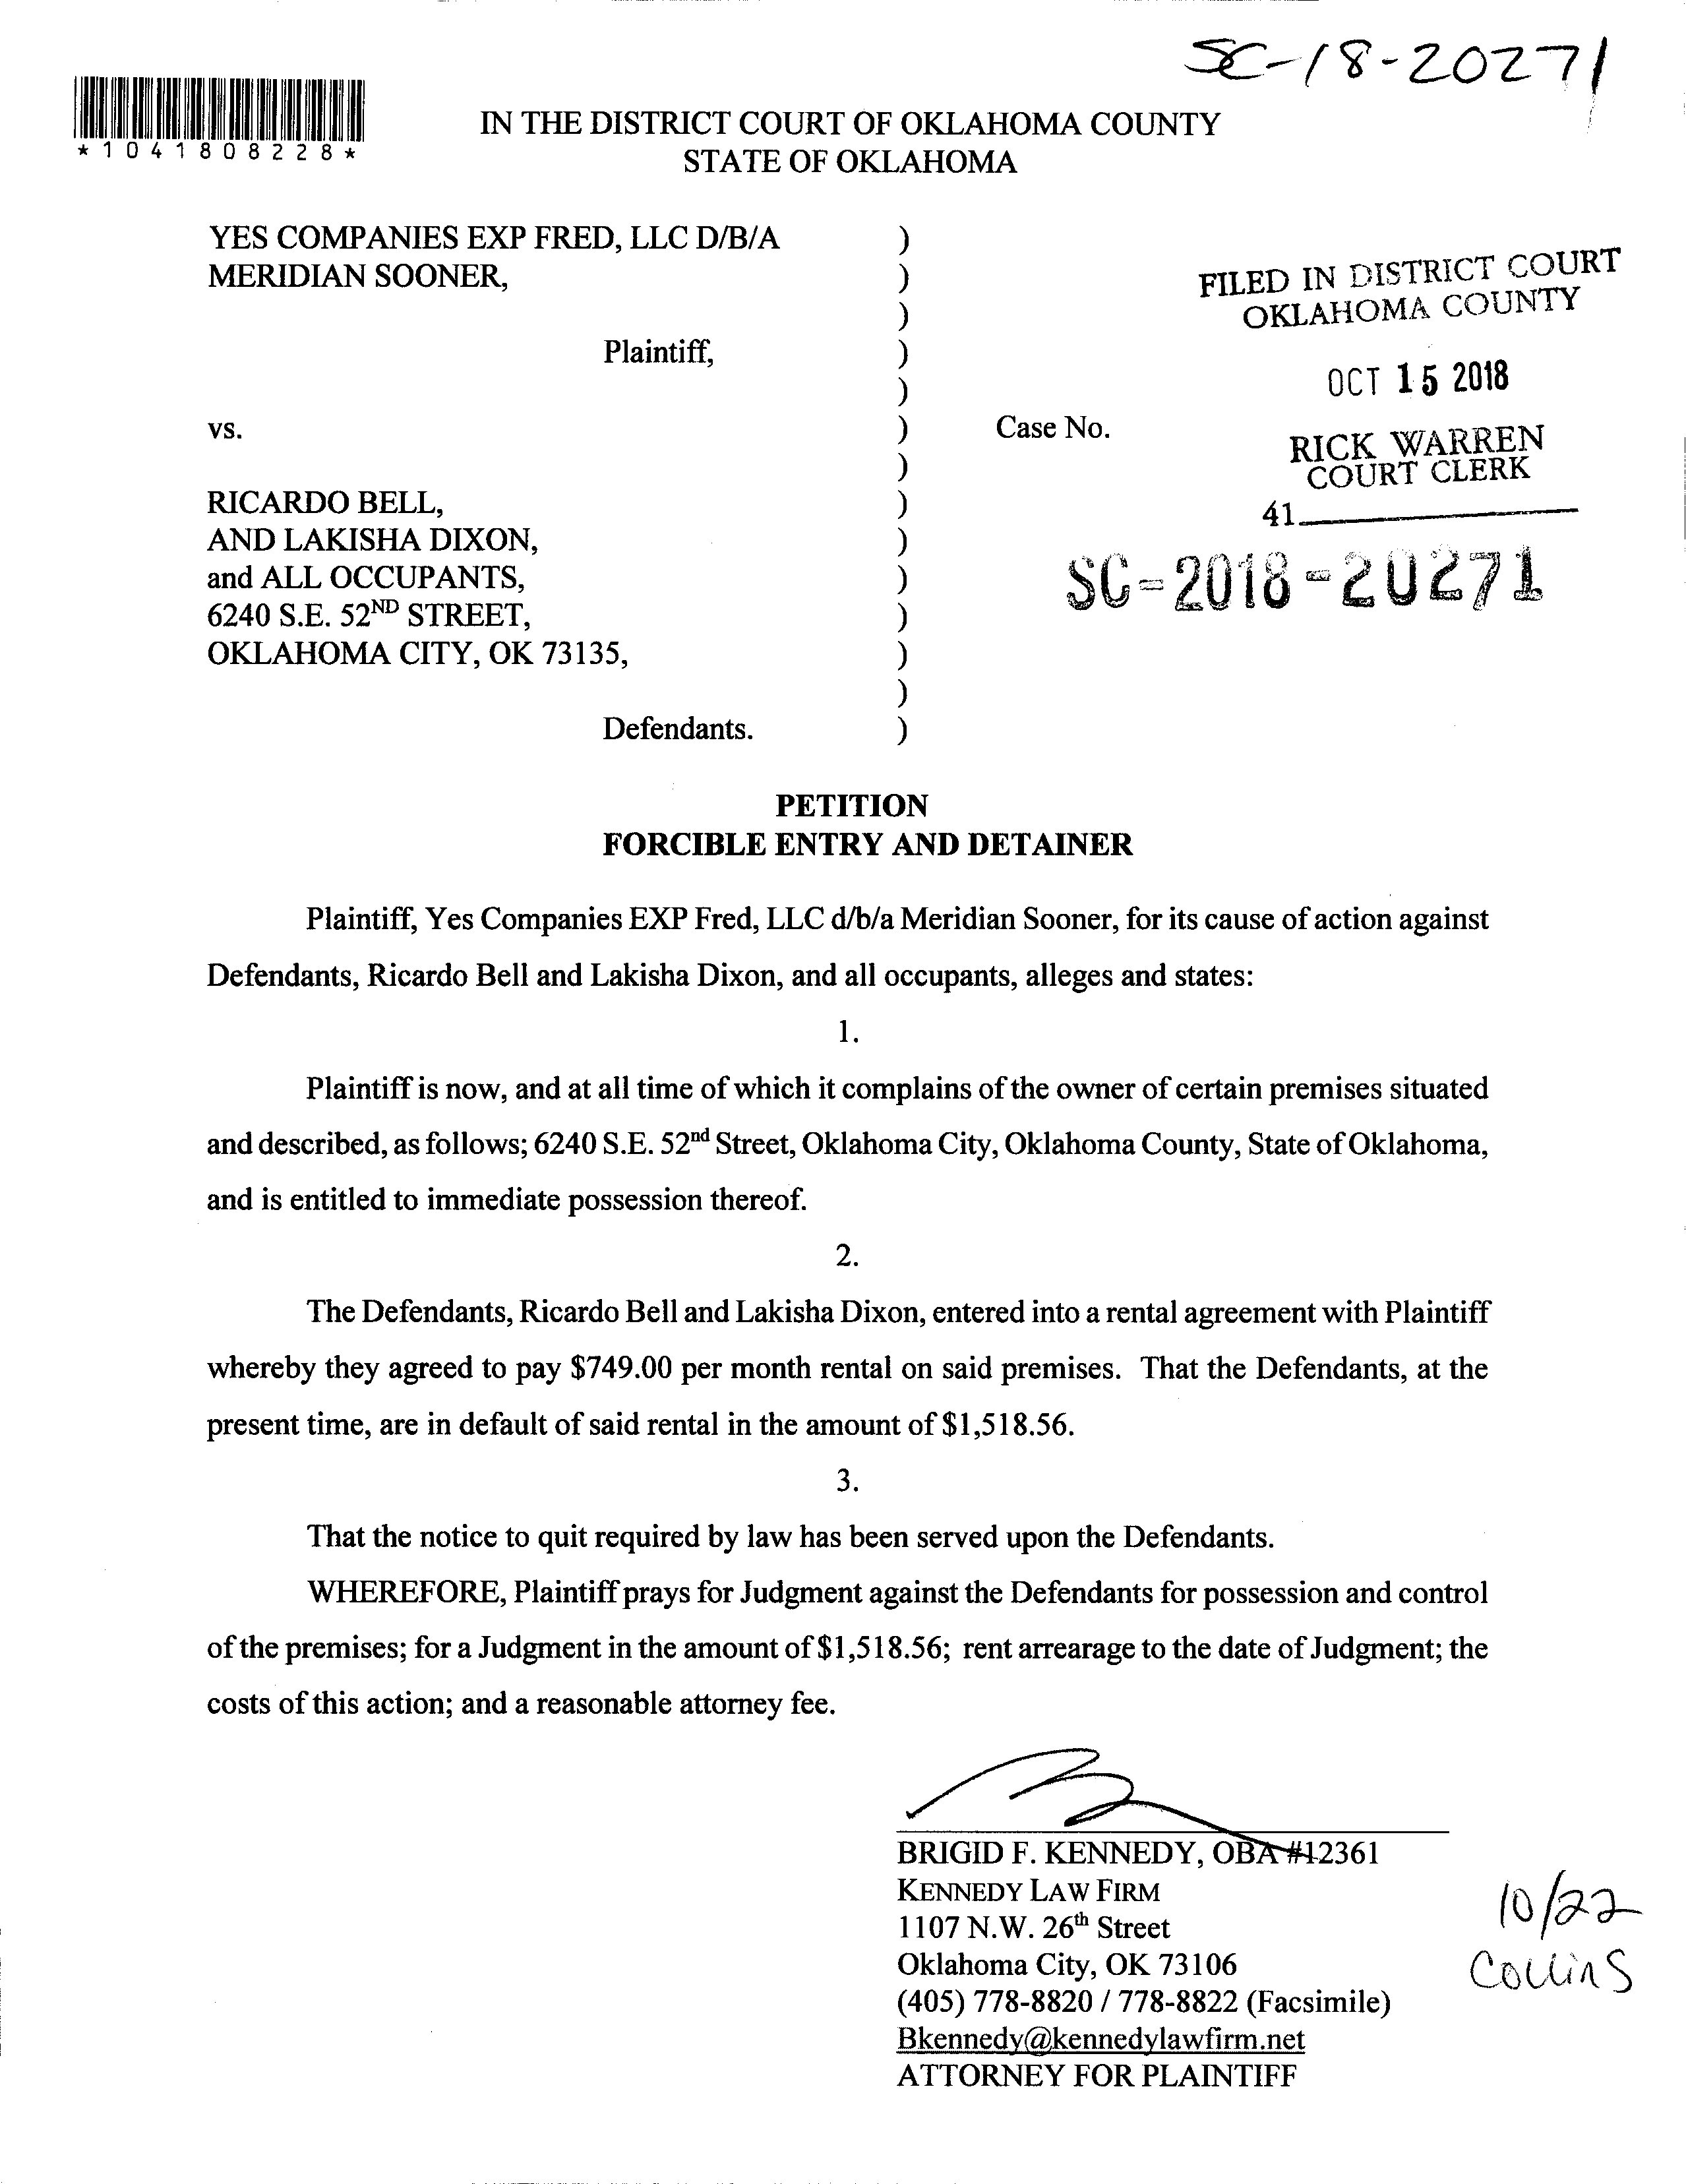 SC-18-20271
*1041808228*
IN THE DISTRICT COURT OF OKLAHOMA COUNTY
STATE OF OKLAHOMA
YES COMPANIES EXP FRED, LLC D/B/A )
MERIDIAN SOONER, )
)
Plaintiff, )
)
vs. ) Case No.
)
RICARDO BELL, )
AND LAKISHA DIXON, )
and ALL OCCUPANTS, )
6240 S.E. 52ND STREET, )
OKLAHOMA CITY, OK 73135, )
)
Defendants. )
FILED IN DISTRICT COURT
OKLAHOMA COUNTY
OCT 15 2018
RICK WARREN
COURT CLERK
41
SC-2018-20271
PETITION
FORCIBLE ENTRY AND DETAINER
Plaintiff, Yes Companies EXP Fred, LLC d/b/a Meridian Sooner, for its cause of action against
Defendants, Ricardo Bell and Lakisha Dixon, and all occupants, alleges and states:
1.
Plaintiff is now, and at all time of which it complains of the owner of certain premises situated
and described, as follows; 6240 S.E. 52nd Street, Oklahoma City, Oklahoma County, State of Oklahoma,
and is entitled to immediate possession thereof.
2.
The Defendants, Ricardo Bell and Lakisha Dixon, entered into a rental agreement with Plaintiff
whereby they agreed to pay $749.00 per month rental on said premises. That the Defendants, at the
present time, are in default of said rental in the amount of $1,518.56.
3.
That the notice to quit required by law has been served upon the Defendants.
WHEREFORE, Plaintiff prays for Judgment against the Defendants for possession and control
of the premises; for a Judgment in the amount of $1,518.56; rent arrearage to the date of Judgment; the
costs of this action; and a reasonable attorney fee.
BRIGID F. KENNEDY, OBA #12361
KENNEDY LAW FIRM
1107 N.W. 26th Street
Oklahoma City, OK 73106
(405) 778-8820 / 778-8822 (Facsimile)
Bkennedy@kennedylawfirm.net
ATTORNEY FOR PLAINTIFF
10/22
Collins